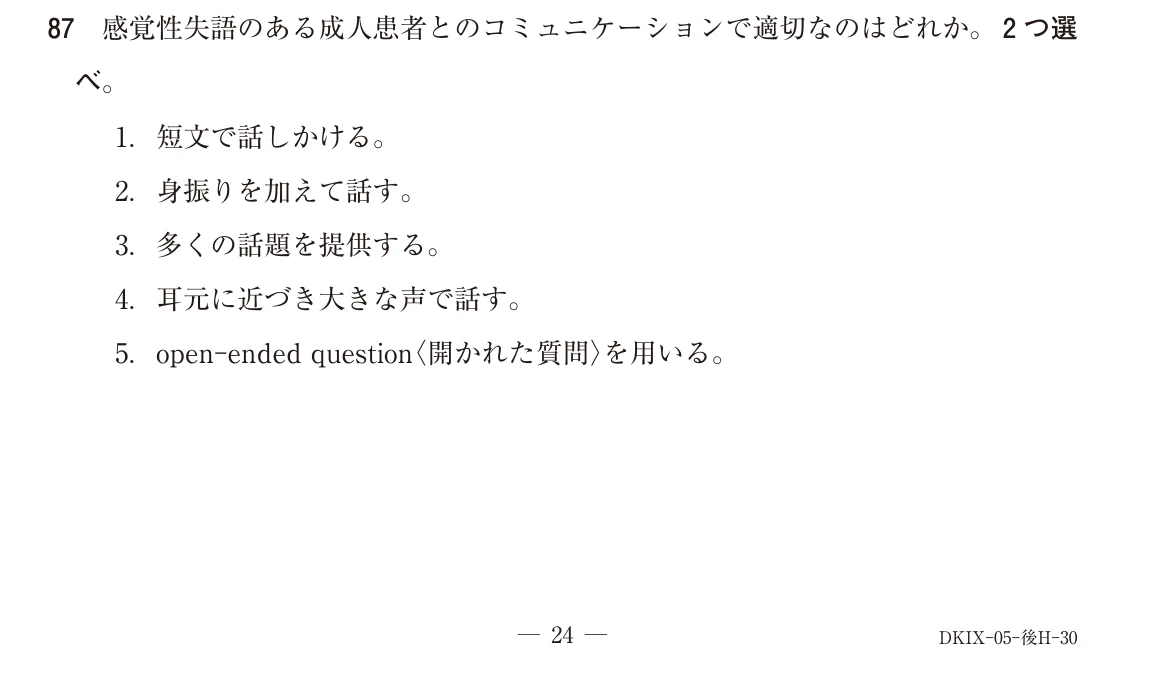 87 感覚性失語のある成人患者とのコミュニケーションで適切なのはどれか。2つ選
べ。
1. 短文で話しかける。
2. 身振りを加えて話す。
3. 多くの話題を提供する。
4. 耳元に近づき大きな声で話す。
5. open-ended question〈開かれた質問〉を用いる。
— 24 —
DKIX-05-後H-30